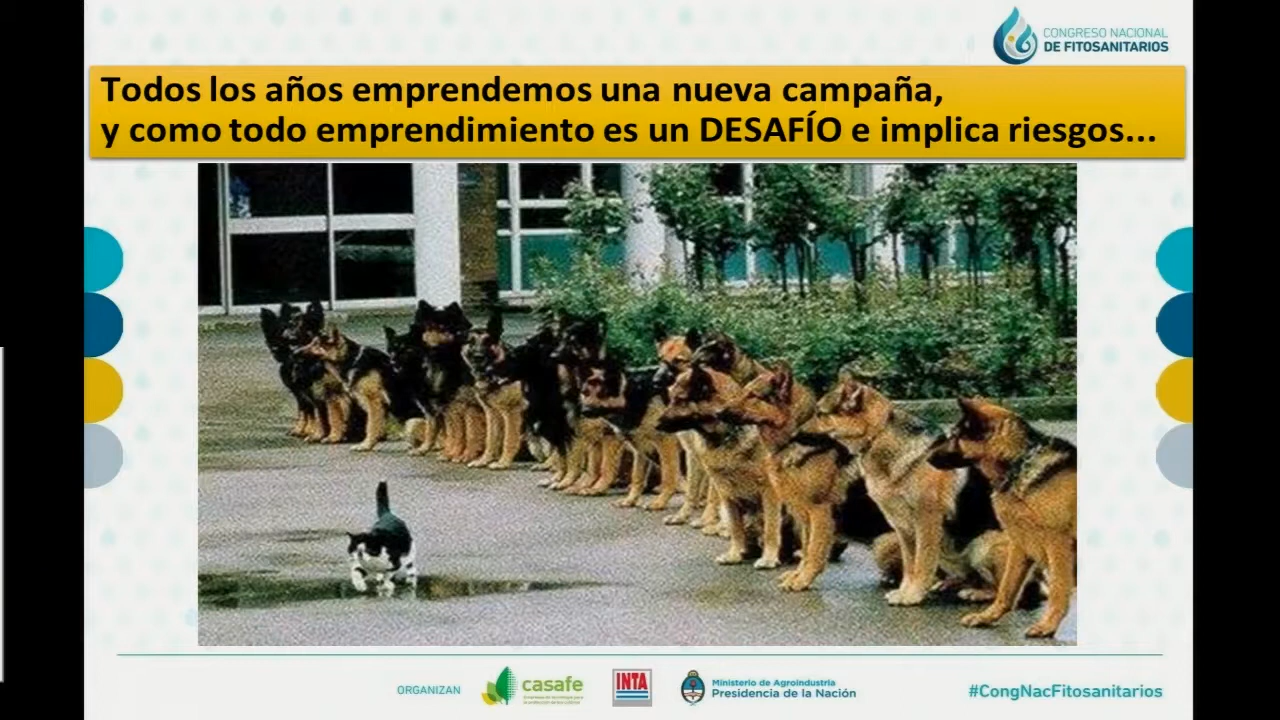 CONGRESO NACIONAL
DE FITOSANITARIOS
Todos los años emprendemos una nueva campaña,
y como todo emprendimiento es un DESAFÍO e implica riesgos...
ORGANIZAN
casafe
INTA
Ministerio de Agroindustria
Presidencia de la Nación
#CongNacFitosanitarios